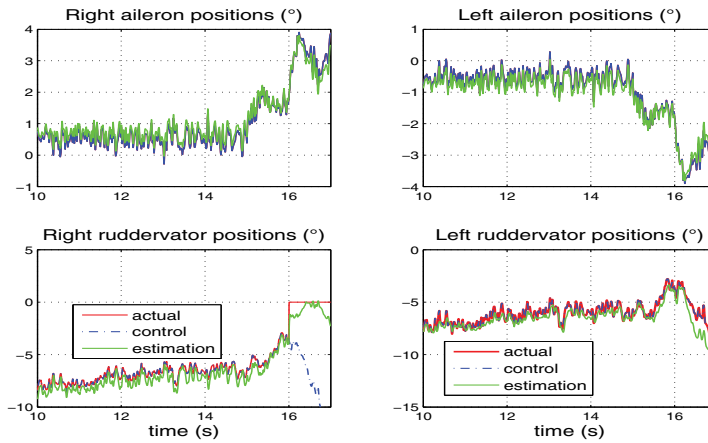 Right aileron positions (°)
4
3
2
1
0
−1
10 12 14 16
Left aileron positions (°)
1
0
−1
−2
−3
−4
10 12 14 16
Right ruddervator positions (°)
5
0
−5
−10
10 12 14 16
actual
control
estimation
time (s)
Left ruddervator positions (°)
0
−5
−10
−15
10 12 14 16
actual
control
estimation
time (s)